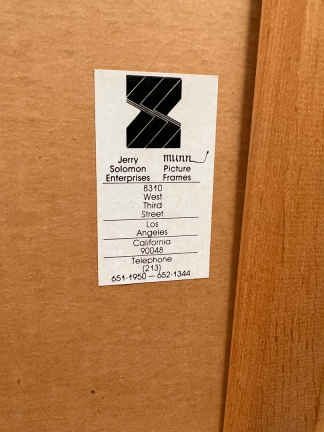 Jerry
Solomon
Enterprises
munn
Picture
Frames
8310
West
Third
Street
Los
Angeles
California
90048
Telephone
(213)
651-1950 – 652-1344